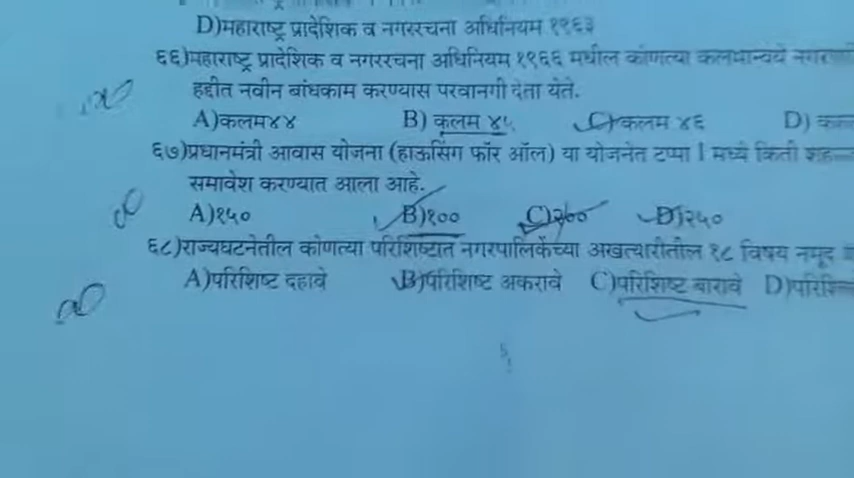 D)महाराष्ट्र प्रादेशिक व नगररचना अधिनियम १९६३
६६)महाराष्ट्र प्रादेशिक व नगररचना अधिनियम १९६६ मधील कोणत्या कलमान्वये
हद्दीत नवीन बांधकाम करण्यास परवानगी देता येते.
A)कलम४४ B) कलम ४५ C)कलम ४६ D)
६७)प्रधानमंत्री आवास योजना (हाऊसिंग फॉर ऑल) या योजनेत टप्पा I मध्ये किती
समावेश करण्यात आला आहे.
A)१५० B)१०० C)२०० D)२५०
६८)राज्यघटनेतील कोणत्या परिशिष्टात नगरपालिकेंच्या अखत्यारीतील १८ विषय नमूद
A)परिशिष्ट दहावे B)परिशिष्ट अकरावे C)परिशिष्ट बारावे D)